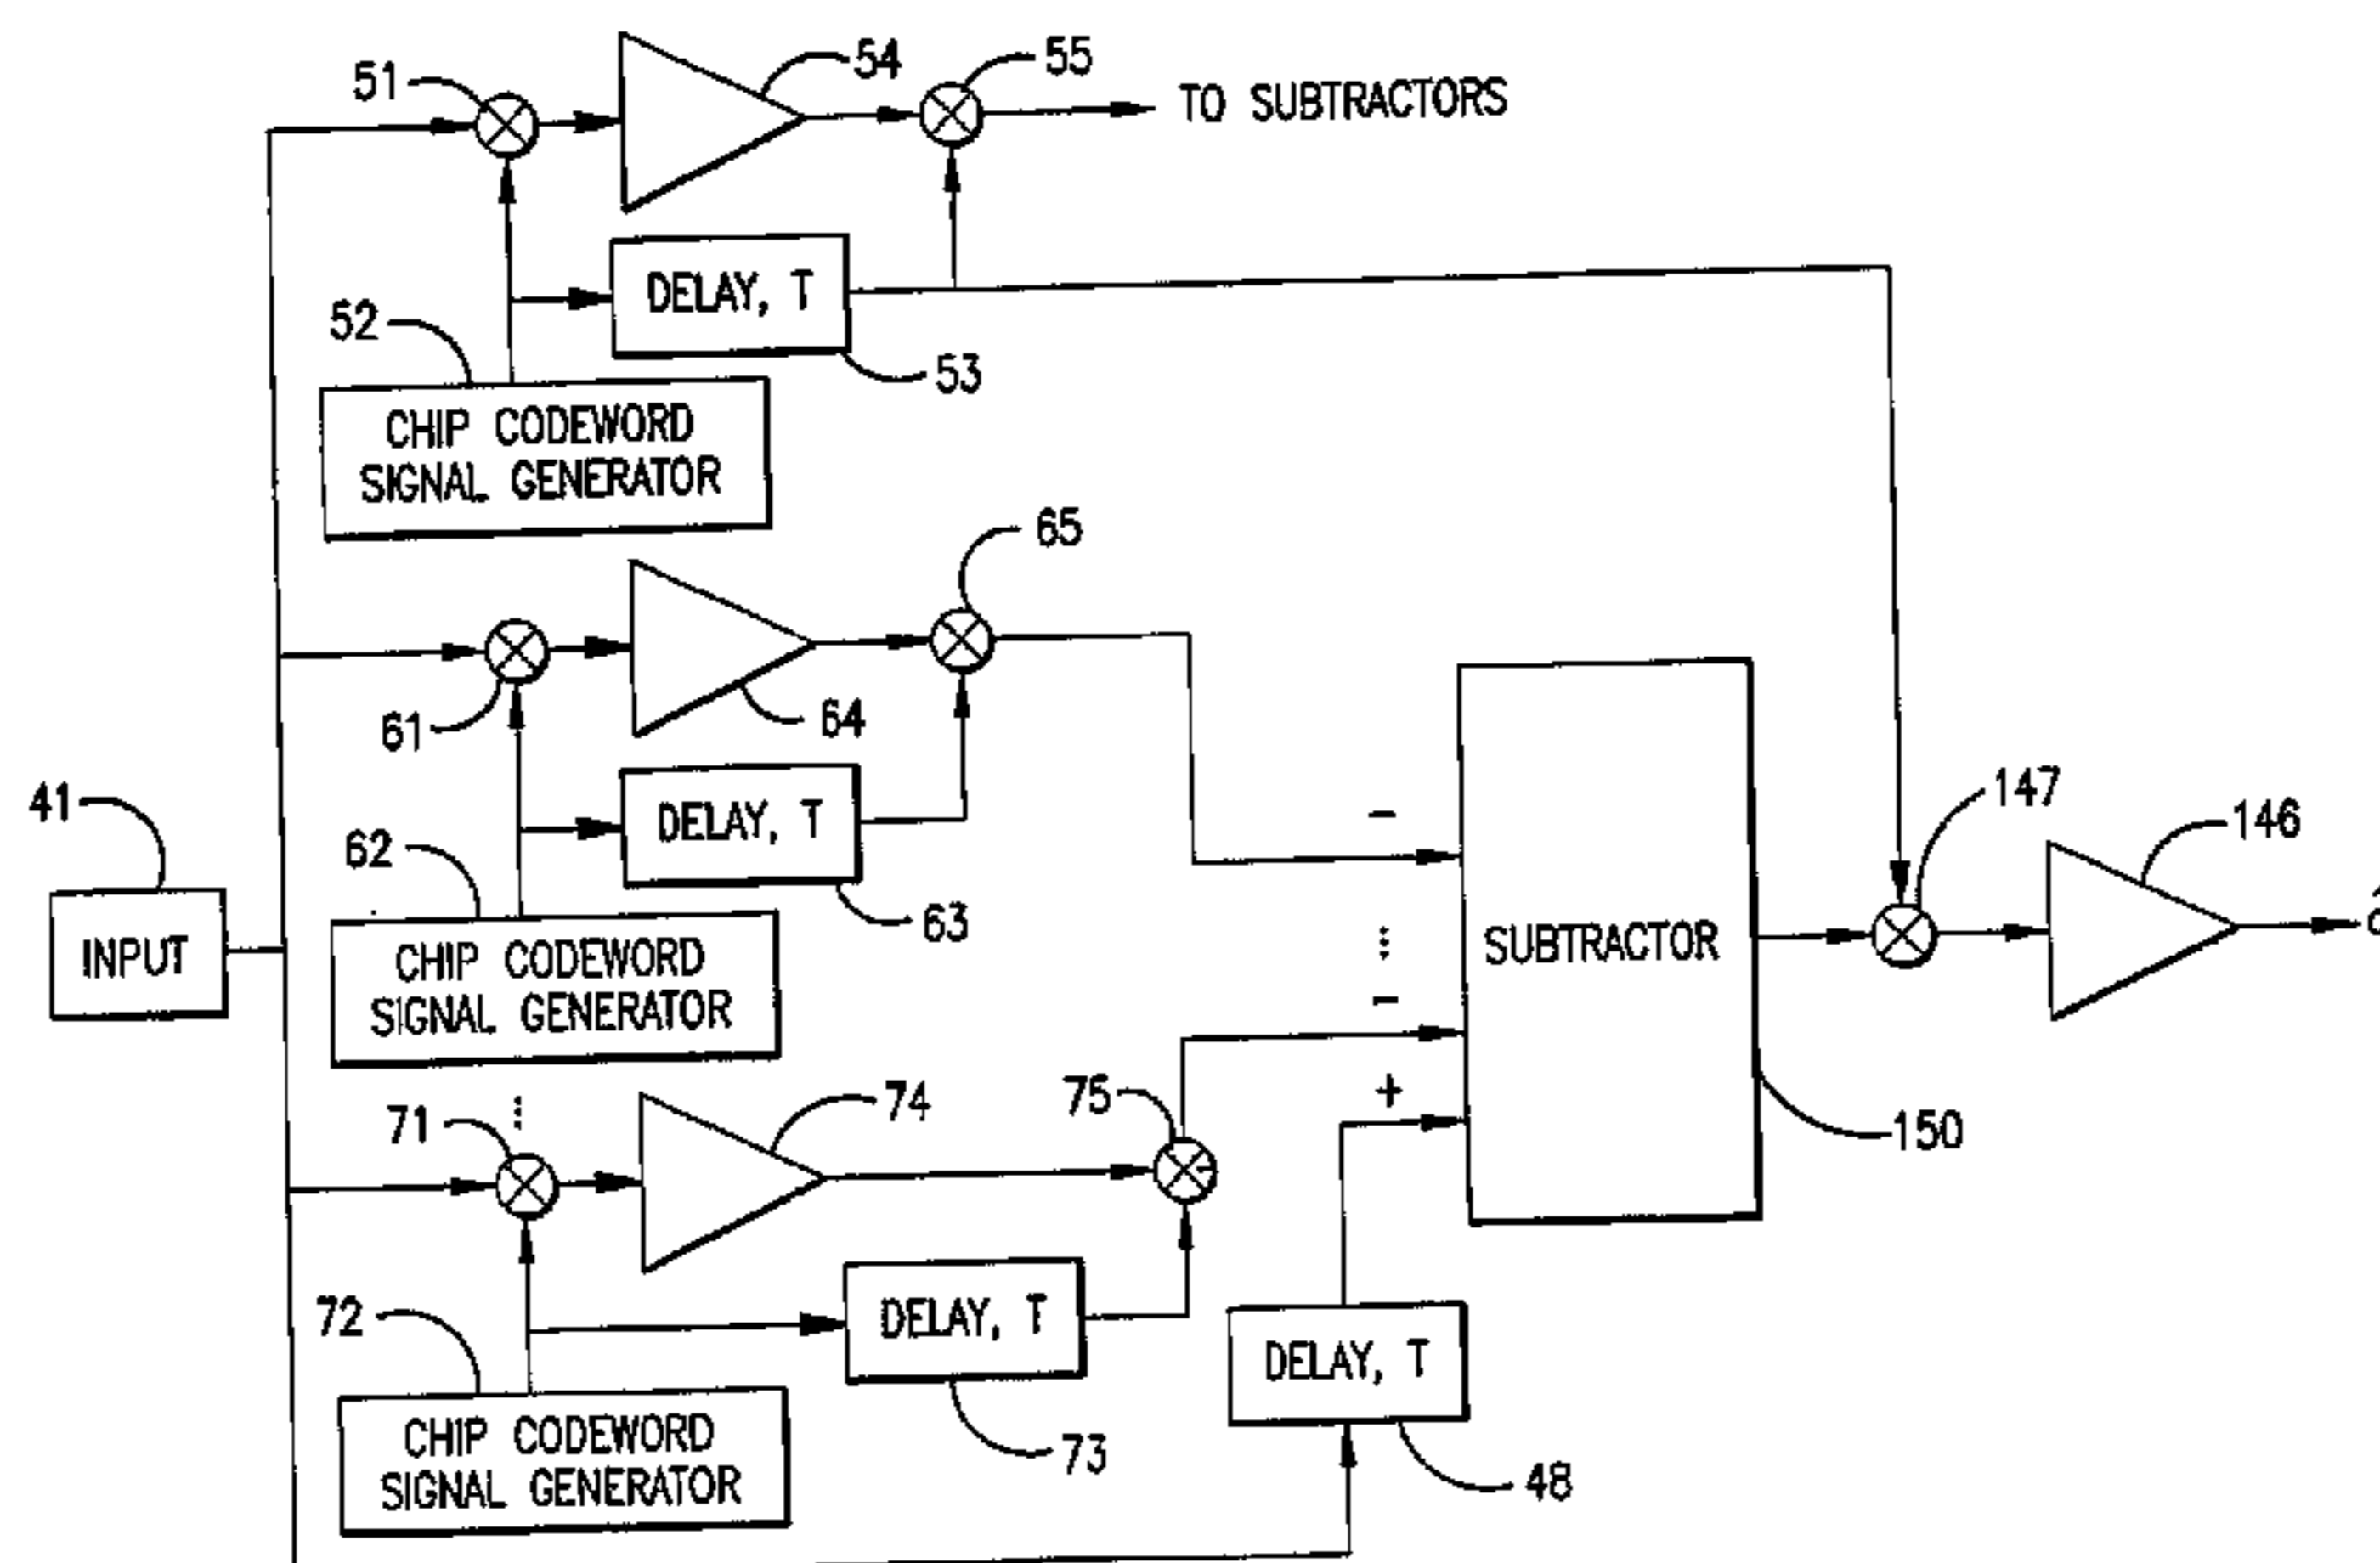 51
54
55
TO SUBTRACTORS
DELAY, T
52
53
CHIP CODEWORD
SIGNAL GENERATOR
65
61
64
41
DELAY, T
62
63
INPUT
CHIP CODEWORD
SIGNAL GENERATOR
−
⋮
−
+
SUBTRACTOR
147
146
150
71
⋮
74
75
72
DELAY, T
73
DELAY, T
48
CHIP CODEWORD
SIGNAL GENERATOR